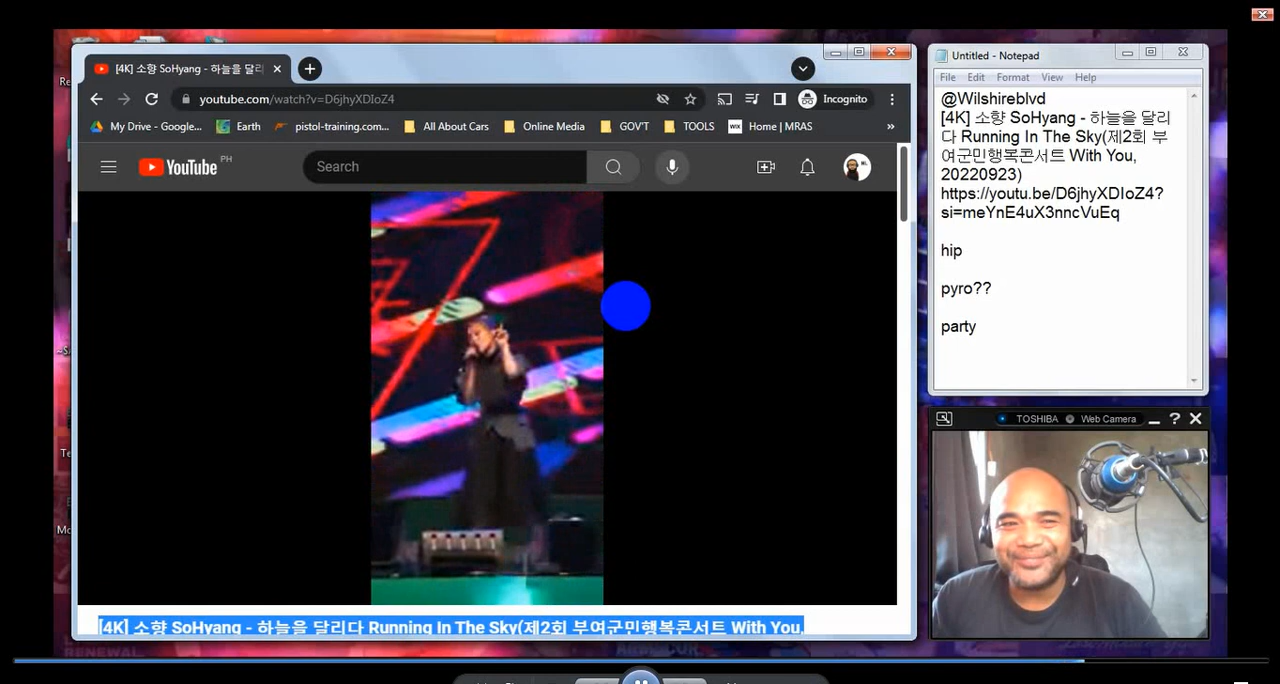 [4K] 소향 SoHyang - 하늘을 달리
youtube.com/watch?v=D6jhyXDIoZ4
Incognito
My Drive - Google...
Earth
pistol-training.com...
All About Cars
Online Media
GOV'T
TOOLS
WIX
Home | MRAS
»
YouTube PH
Search
[4K] 소향 SoHyang - 하늘을 달리다 Running In The Sky(제2회 부여군민행복콘서트 With You,
Untitled - Notepad
File Edit Format View Help
@Wilshireblvd
[4K] 소향 SoHyang - 하늘을 달리
다 Running In The Sky(제2회 부
여군민행복콘서트 With You,
20220923)
https://youtu.be/D6jhyXDIoZ4?
si=meYnE4uX3nncVuEq
hip
pyro??
party
TOSHIBA Web Camera
RENEWAL